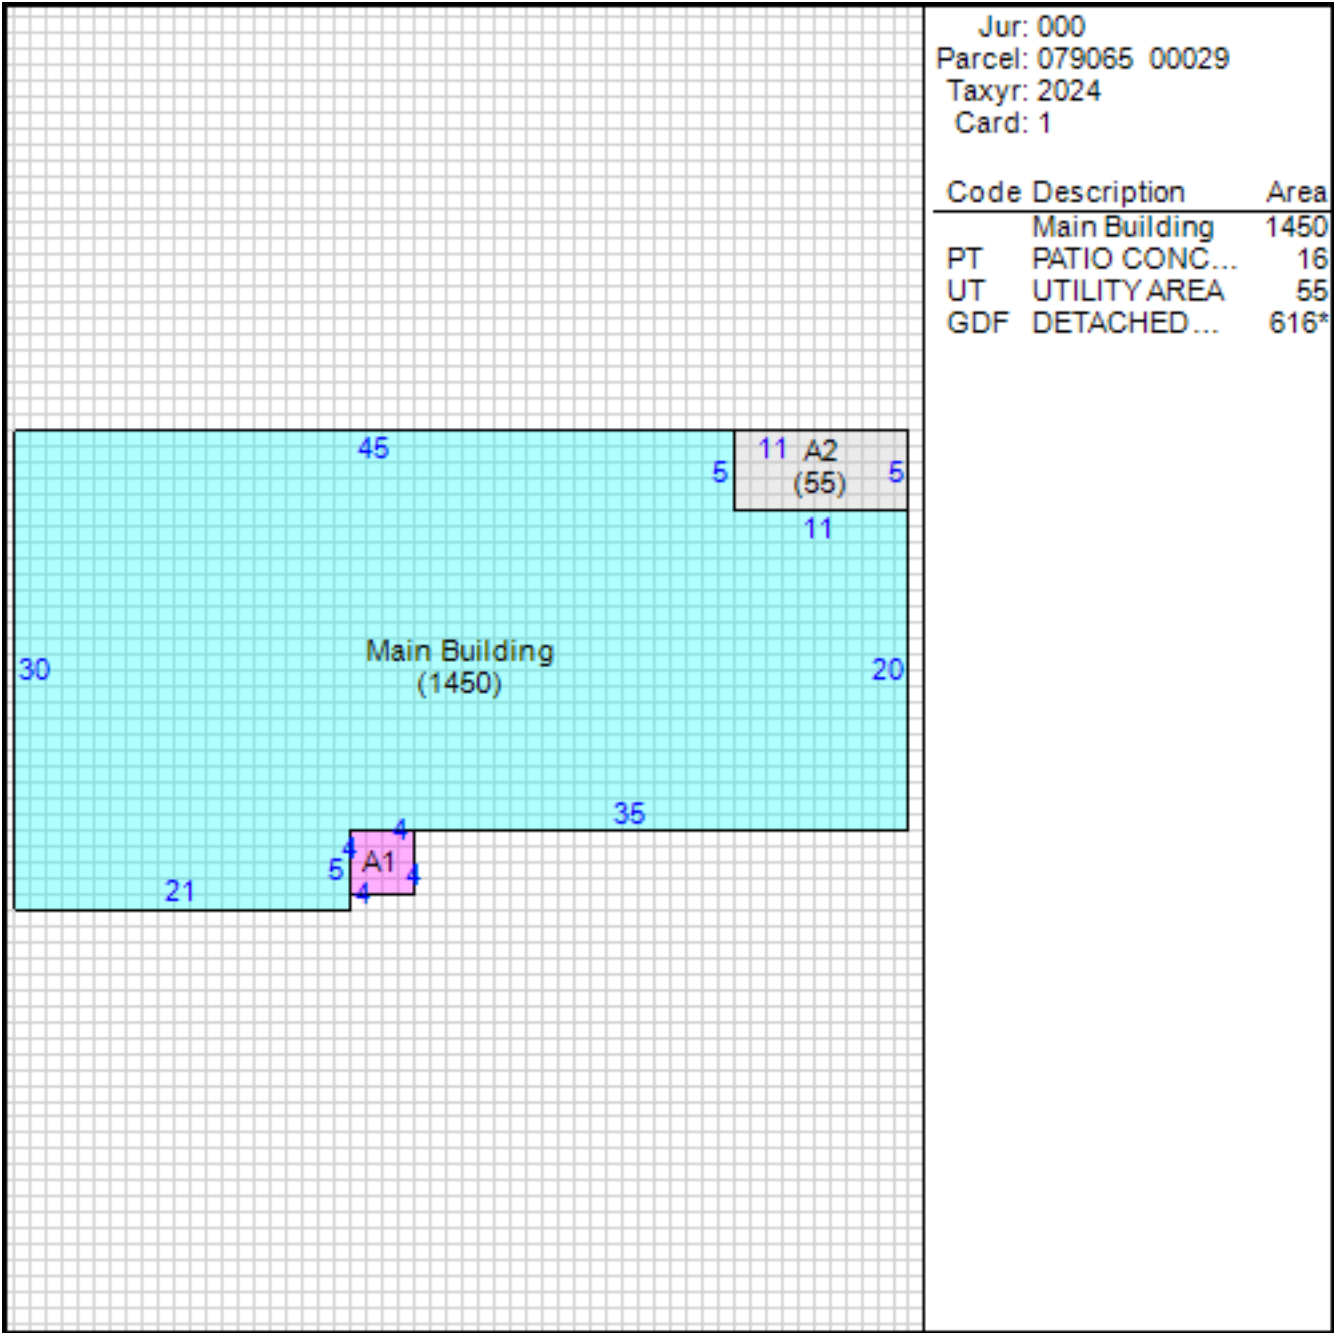 Jur: 000
Parcel: 079065 00029
Taxyr: 2024
Card: 1
Code Description Area
Main Building 1450
PT PATIO CONC... 16
UT UTILITY AREA 55
GDF DETACHED... 616*
45
11 A2
5 (55) 5
11
Main Building
30 (1450) 20
35
4
4
5 A1 4
21 4